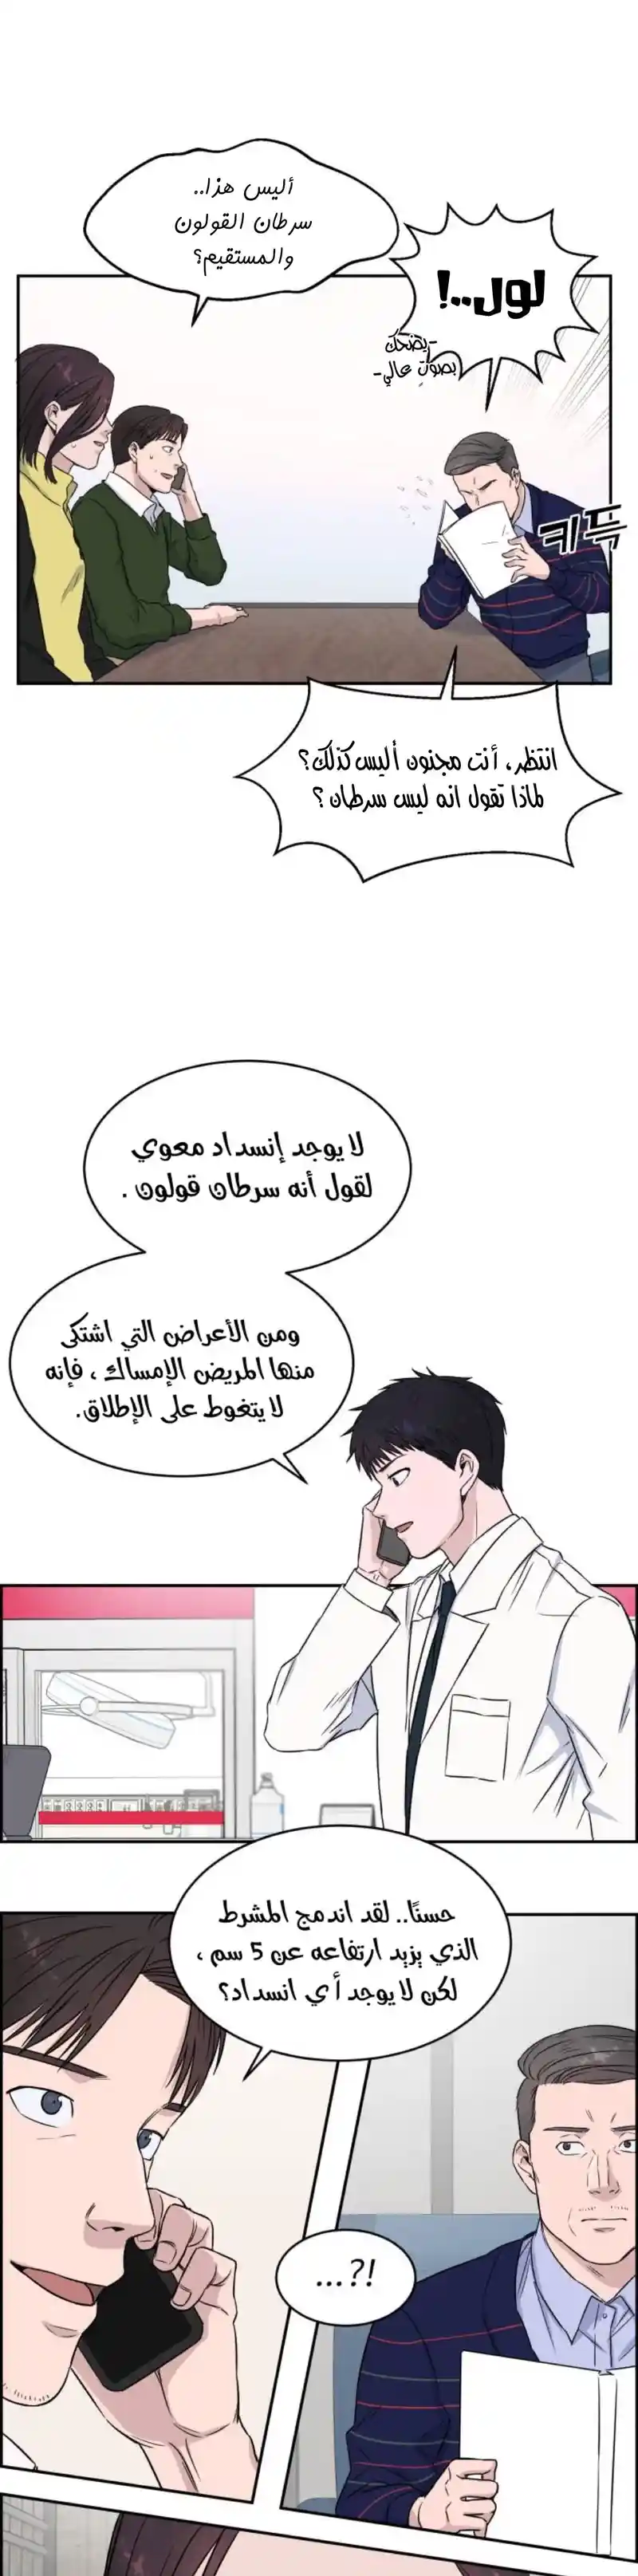 أليس هذا..
سرطان القولون
والمستقيم؟
لول..!
-يضحك
بصوت عالي-
키득
انتظر، أنت مجنون أليس كذلك؟
لماذا تقول انه ليس سرطان ؟
لا يوجد إنسداد معوي
لقول أنه سرطان قولون .
ومن الأعراض التي اشتكى
منها المريض الإمساك ، فإنه
لا يتغوط على الإطلاق.
حسنًا.. لقد اندمج المشرط
الذي يزيد ارتفاعه عن 5 سم ،
لكن لا يوجد أي انسداد؟
...?!